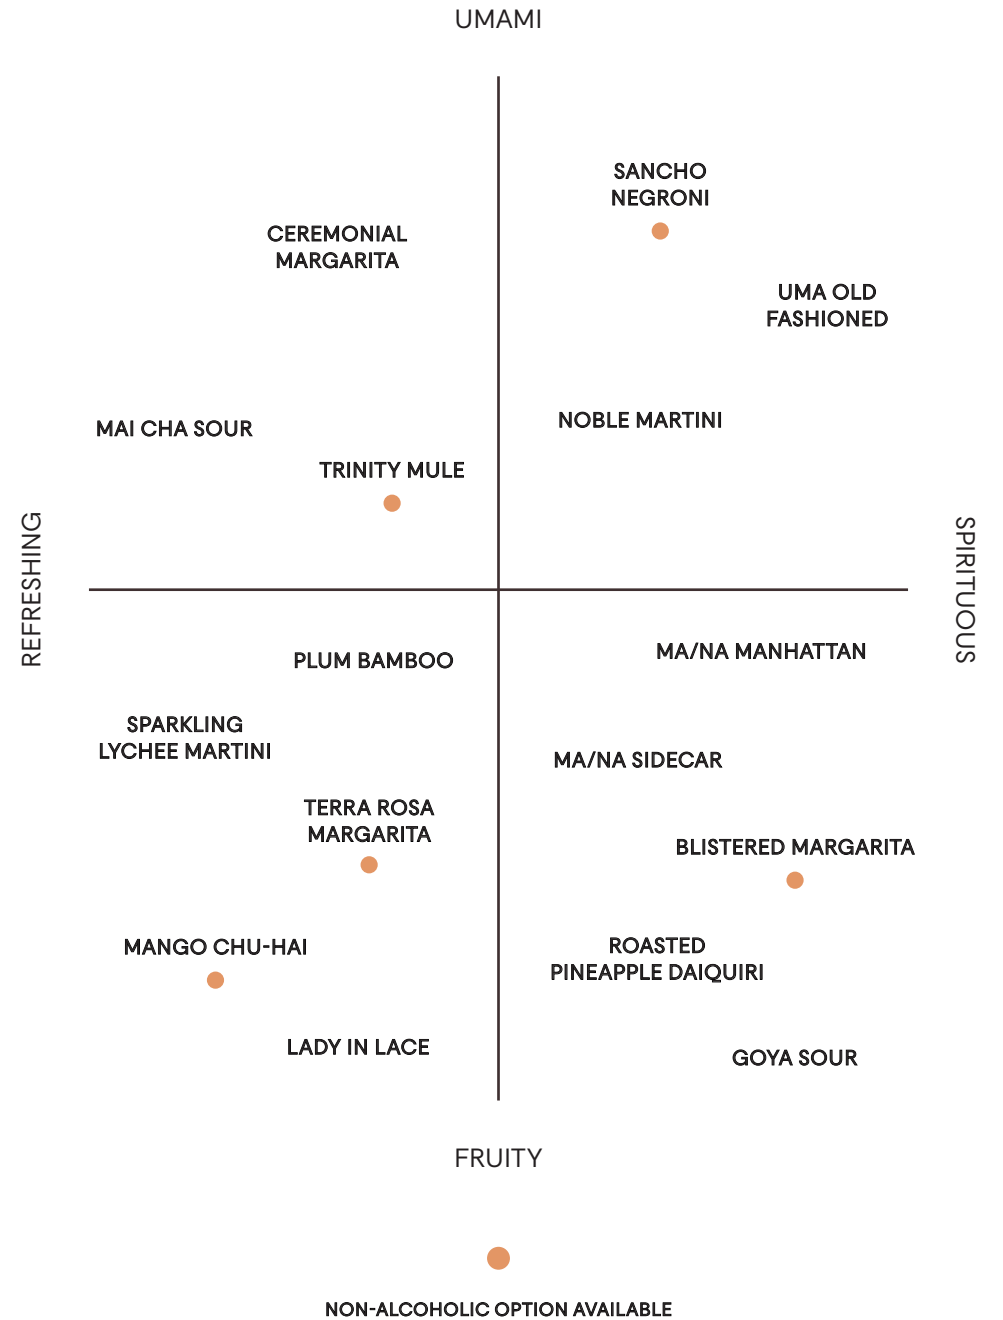 UMAMI
SANCHO
NEGRONI
CEREMONIAL
MARGARITA
UMA OLD
FASHIONED
NOBLE MARTINI
MAI CHA SOUR
TRINITY MULE
REFRESHING
SPIRITUOUS
PLUM BAMBOO
MA/NA MANHATTAN
SPARKLING
LYCHEE MARTINI
MA/NA SIDECAR
TERRA ROSA
MARGARITA
BLISTERED MARGARITA
MANGO CHU-HAI
ROASTED
PINEAPPLE DAIQUIRI
LADY IN LACE
GOYA SOUR
FRUITY
NON-ALCOHOLIC OPTION AVAILABLE